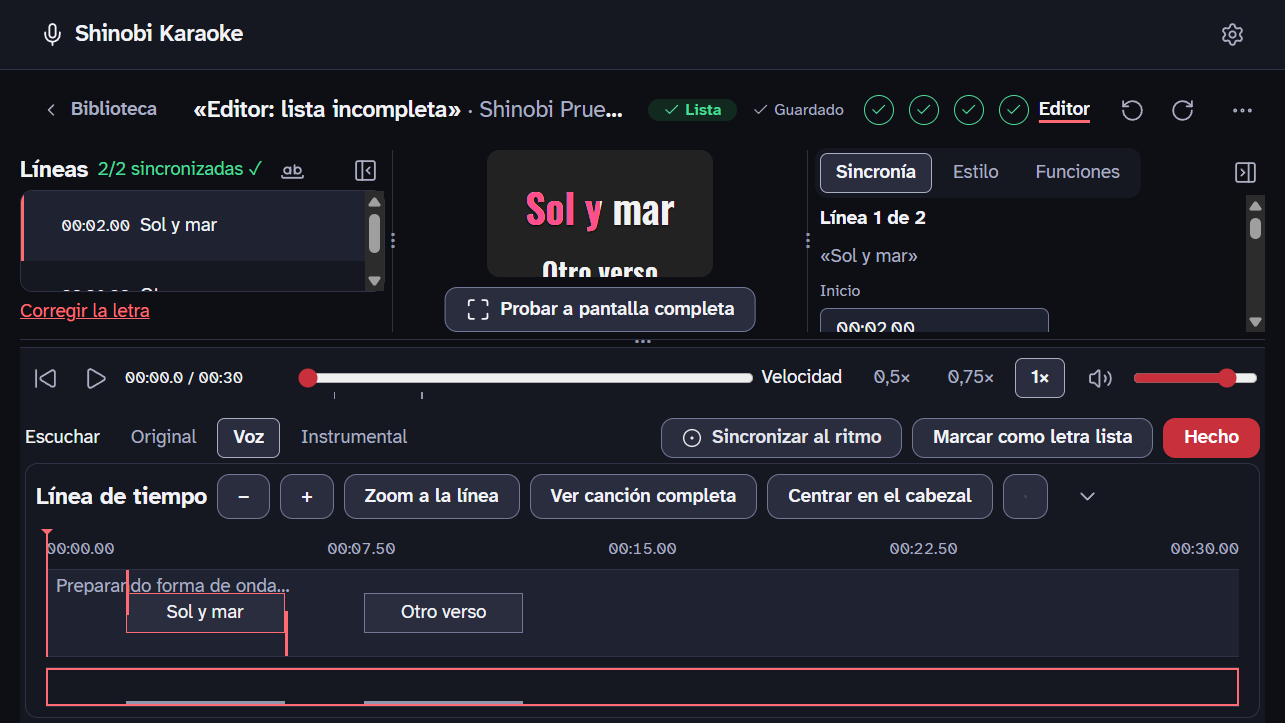 Shinobi Karaoke
Biblioteca
«Editor: lista incompleta» · Shinobi Prue...
Lista
Guardado
Editor
Líneas 2/2 sincronizadas ✓ ab
00:02.00 Sol y mar
Corregir la letra
Sol y mar
Otro verso
Probar a pantalla completa
Sincronía Estilo Funciones
Línea 1 de 2
«Sol y mar»
Inicio
00:02.00
00:00.0 / 00:30
Velocidad 0,5× 0,75× 1×
Escuchar Original Voz Instrumental
Sincronizar al ritmo Marcar como letra lista Hecho
Línea de tiempo − + Zoom a la línea Ver canción completa Centrar en el cabezal
00:00.00 00:07.50 00:15.00 00:22.50 00:30.00
Preparando forma de onda...
Sol y mar Otro verso